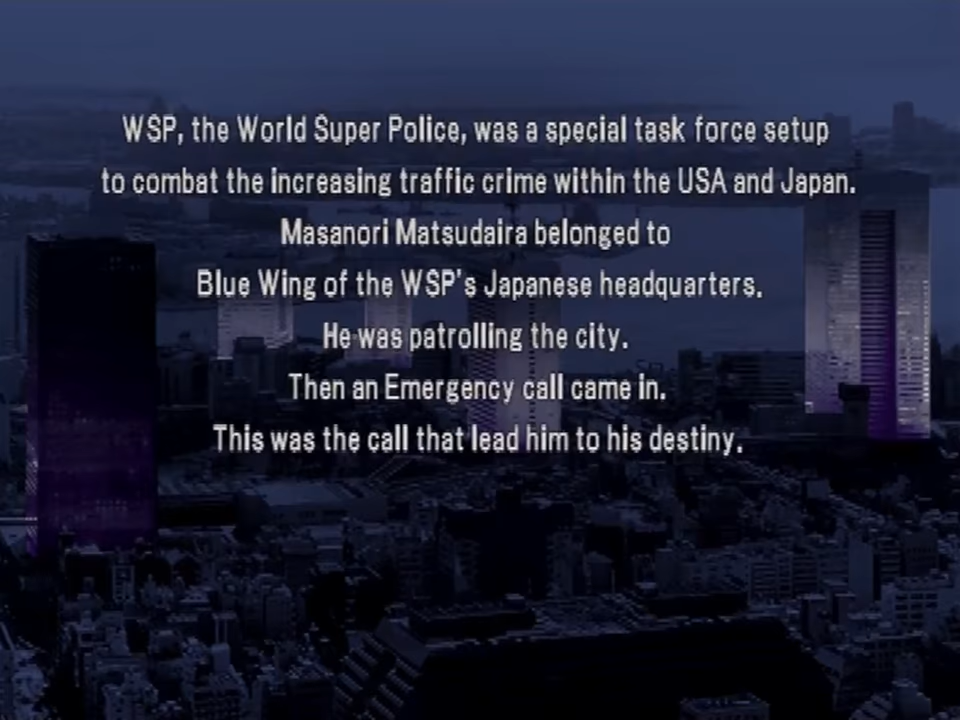 WSP, the World Super Police, was a special task force setup
to combat the increasing traffic crime within the USA and Japan.
Masanori Matsudaira belonged to
Blue Wing of the WSP's Japanese headquarters.
He was patrolling the city.
Then an Emergency call came in.
This was the call that lead him to his destiny.